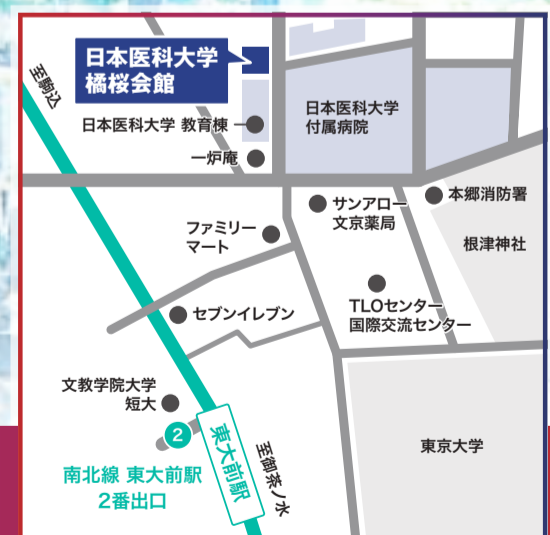 日本医科大学
橘桜会館
至駒込
日本医科大学 教育棟
日本医科大学
付属病院
一炉庵
サンアロー
文京薬局
本郷消防署
ファミリー
マート
根津神社
セブンイレブン
TLOセンター
国際交流センター
文教学院大学
短大
2
南北線 東大前駅
2番出口
東大前駅
至御茶ノ水
東京大学